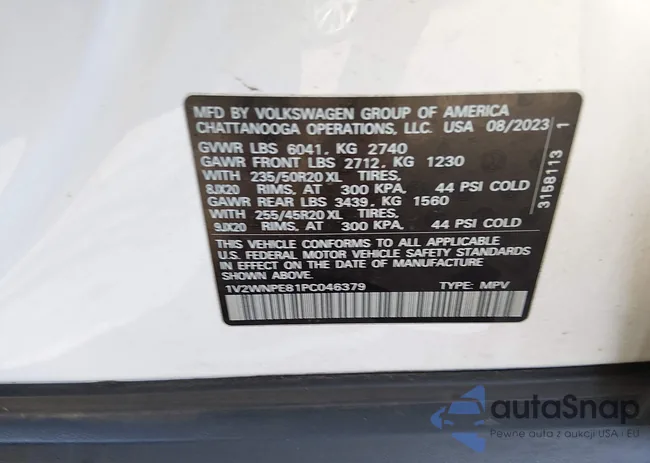 MFD BY VOLKSWAGEN GROUP OF AMERICA
CHATTANOOGA OPERATIONS, LLC. USA 08/2023
GVWR LBS 6041, KG 2740
GAWR FRONT LBS 2712, KG 1230
WITH 235/50R20 XL TIRES,
8JX20 RIMS, AT 300 KPA, 44 PSI COLD
GAWR REAR LBS 3439, KG 1560
WITH 255/45R20 XL TIRES,
9JX20 RIMS, AT 300 KPA, 44 PSI COLD
THIS VEHICLE CONFORMS TO ALL APPLICABLE
U.S. FEDERAL MOTOR VEHICLE SAFETY STANDARDS
IN EFFECT ON THE DATE OF MANUFACTURE
SHOWN ABOVE.
1V2WNPE81PC046379 TYPE: MPV
3158113 1
autoSnap
Pewne auta z aukcji USA i EU